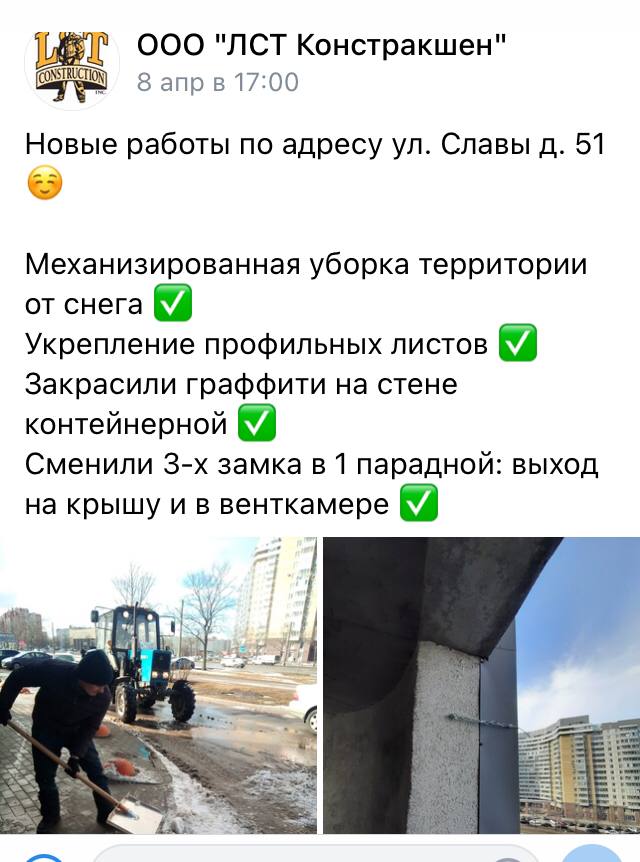 LST
CONSTRUCTION
INC.
ООО "ЛСТ Констракшен"
8 апр в 17:00
Новые работы по адресу ул. Славы д. 51
☺️
Механизированная уборка территории
от снега ✅
Укрепление профильных листов ✅
Закрасили граффити на стене
контейнерной ✅
Сменили 3-х замка в 1 парадной: выход
на крышу и в венткамере ✅